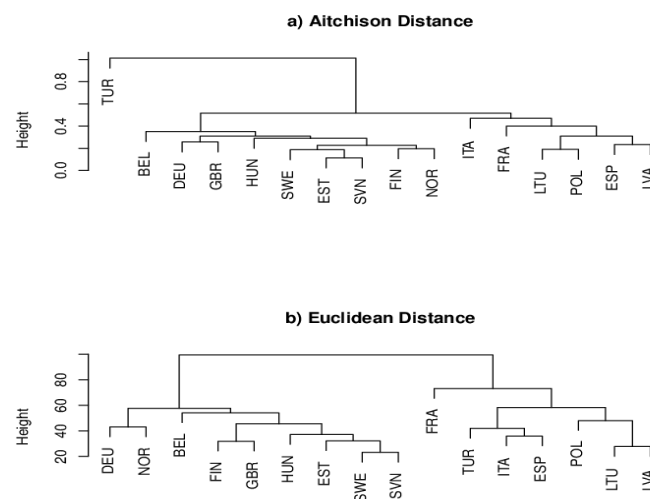 a) Aitchison Distance
Height
0.0 0.4 0.8
TUR
BEL DEU GBR HUN SWE EST SVN FIN NOR ITA FRA LTU POL ESP LVA
b) Euclidean Distance
Height
20 40 60 80
DEU NOR BEL FIN GBR HUN EST SWE SVN FRA TUR ITA ESP POL LTU LVA